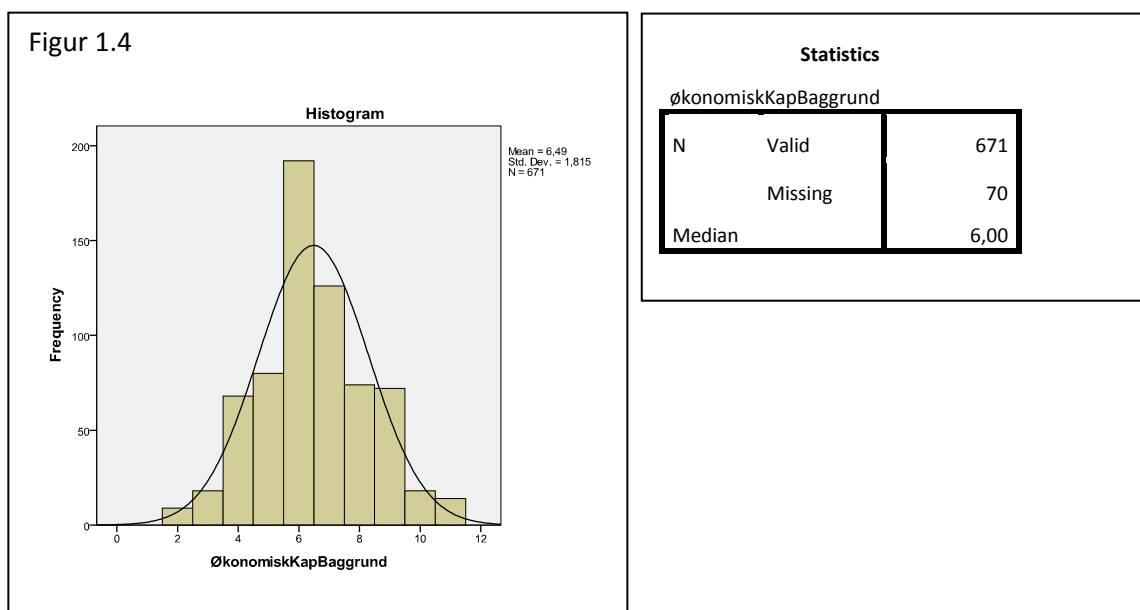 Figur 1.4
Histogram
200
150
100
50
0
Frequency
0 2 4 6 8 10 12
ØkonomiskKapBaggrund
Mean = 6,49
Std. Dev. = 1,815
N = 671
Statistics
økonomiskKapBaggrund
N Valid 671
Missing 70
Median 6,00